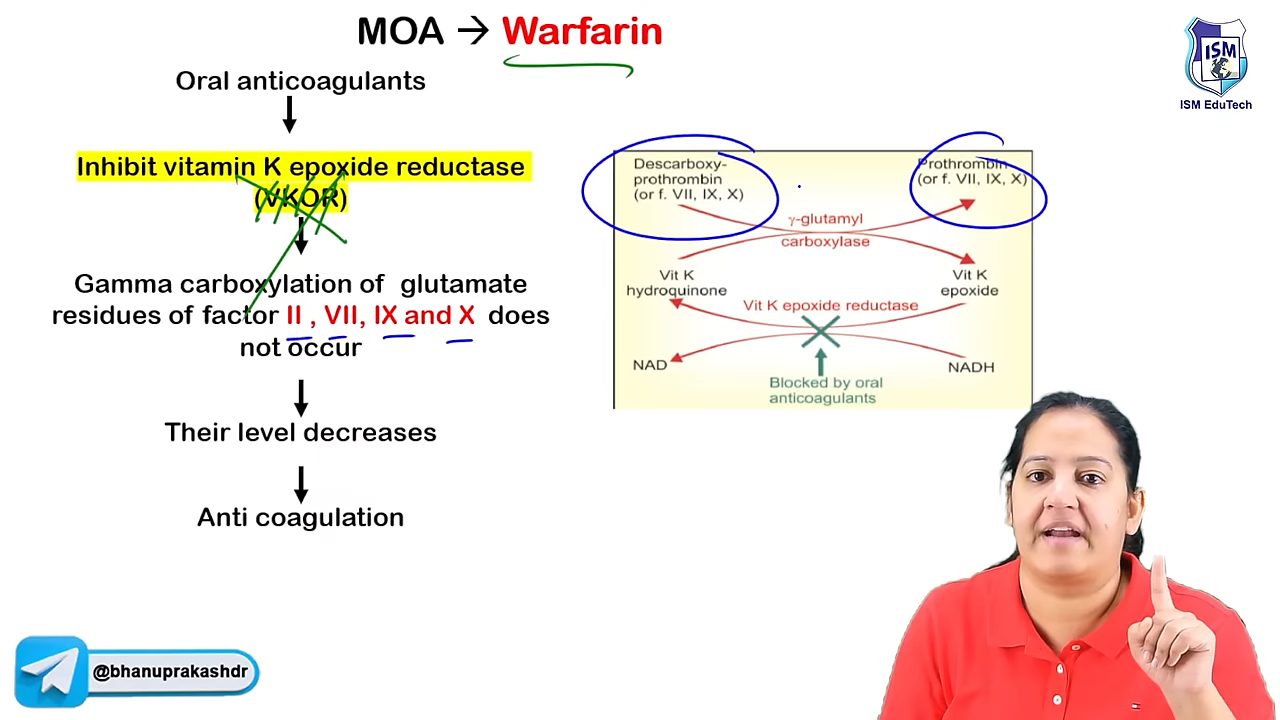 MOA → Warfarin
ISM
ISM EduTech
Oral anticoagulants
Inhibit vitamin K epoxide reductase
(VKOR)
Gamma carboxylation of glutamate
residues of factor II , VII, IX and X does
not occur
Their level decreases
Anti coagulation
Descarboxy-
prothrombin
(or f. VII, IX, X)
Prothrombin
(or f. VII, IX, X)
γ-glutamyl
carboxylase
Vit K
hydroquinone
Vit K
epoxide
Vit K epoxide reductase
NAD
NADH
Blocked by oral
anticoagulants
@bhanuprakashdr